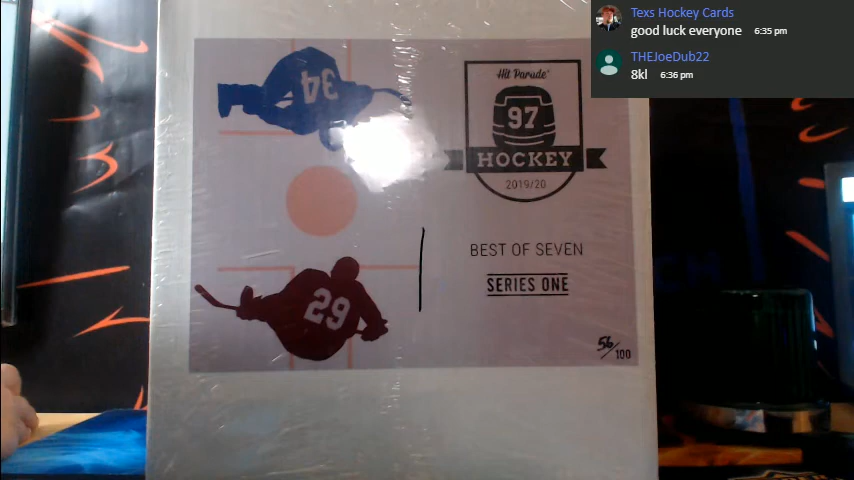 Texs Hockey Cards
good luck everyone 6:35 pm
THEJoeDub22
8kl 6:36 pm
34
Hit Parade
97
HOCKEY
2019/20
BEST OF SEVEN
SERIES ONE
29
56/100